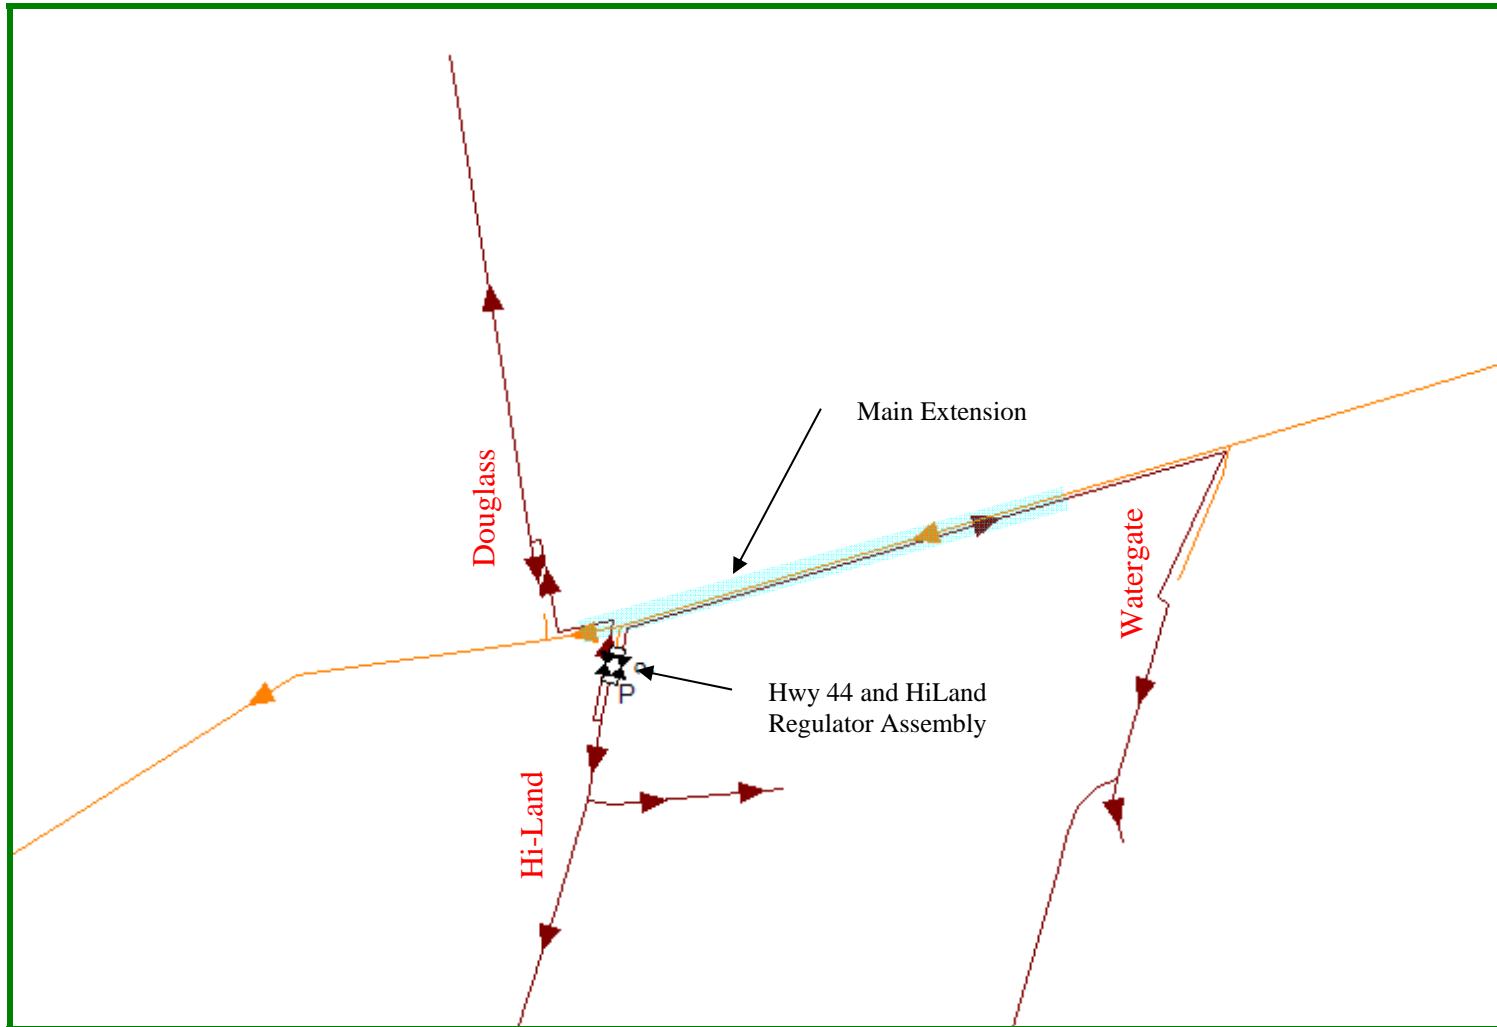 Main Extension
Douglass
Watergate
Hwy 44 and HiLand
Regulator Assembly
P
Hi-Land